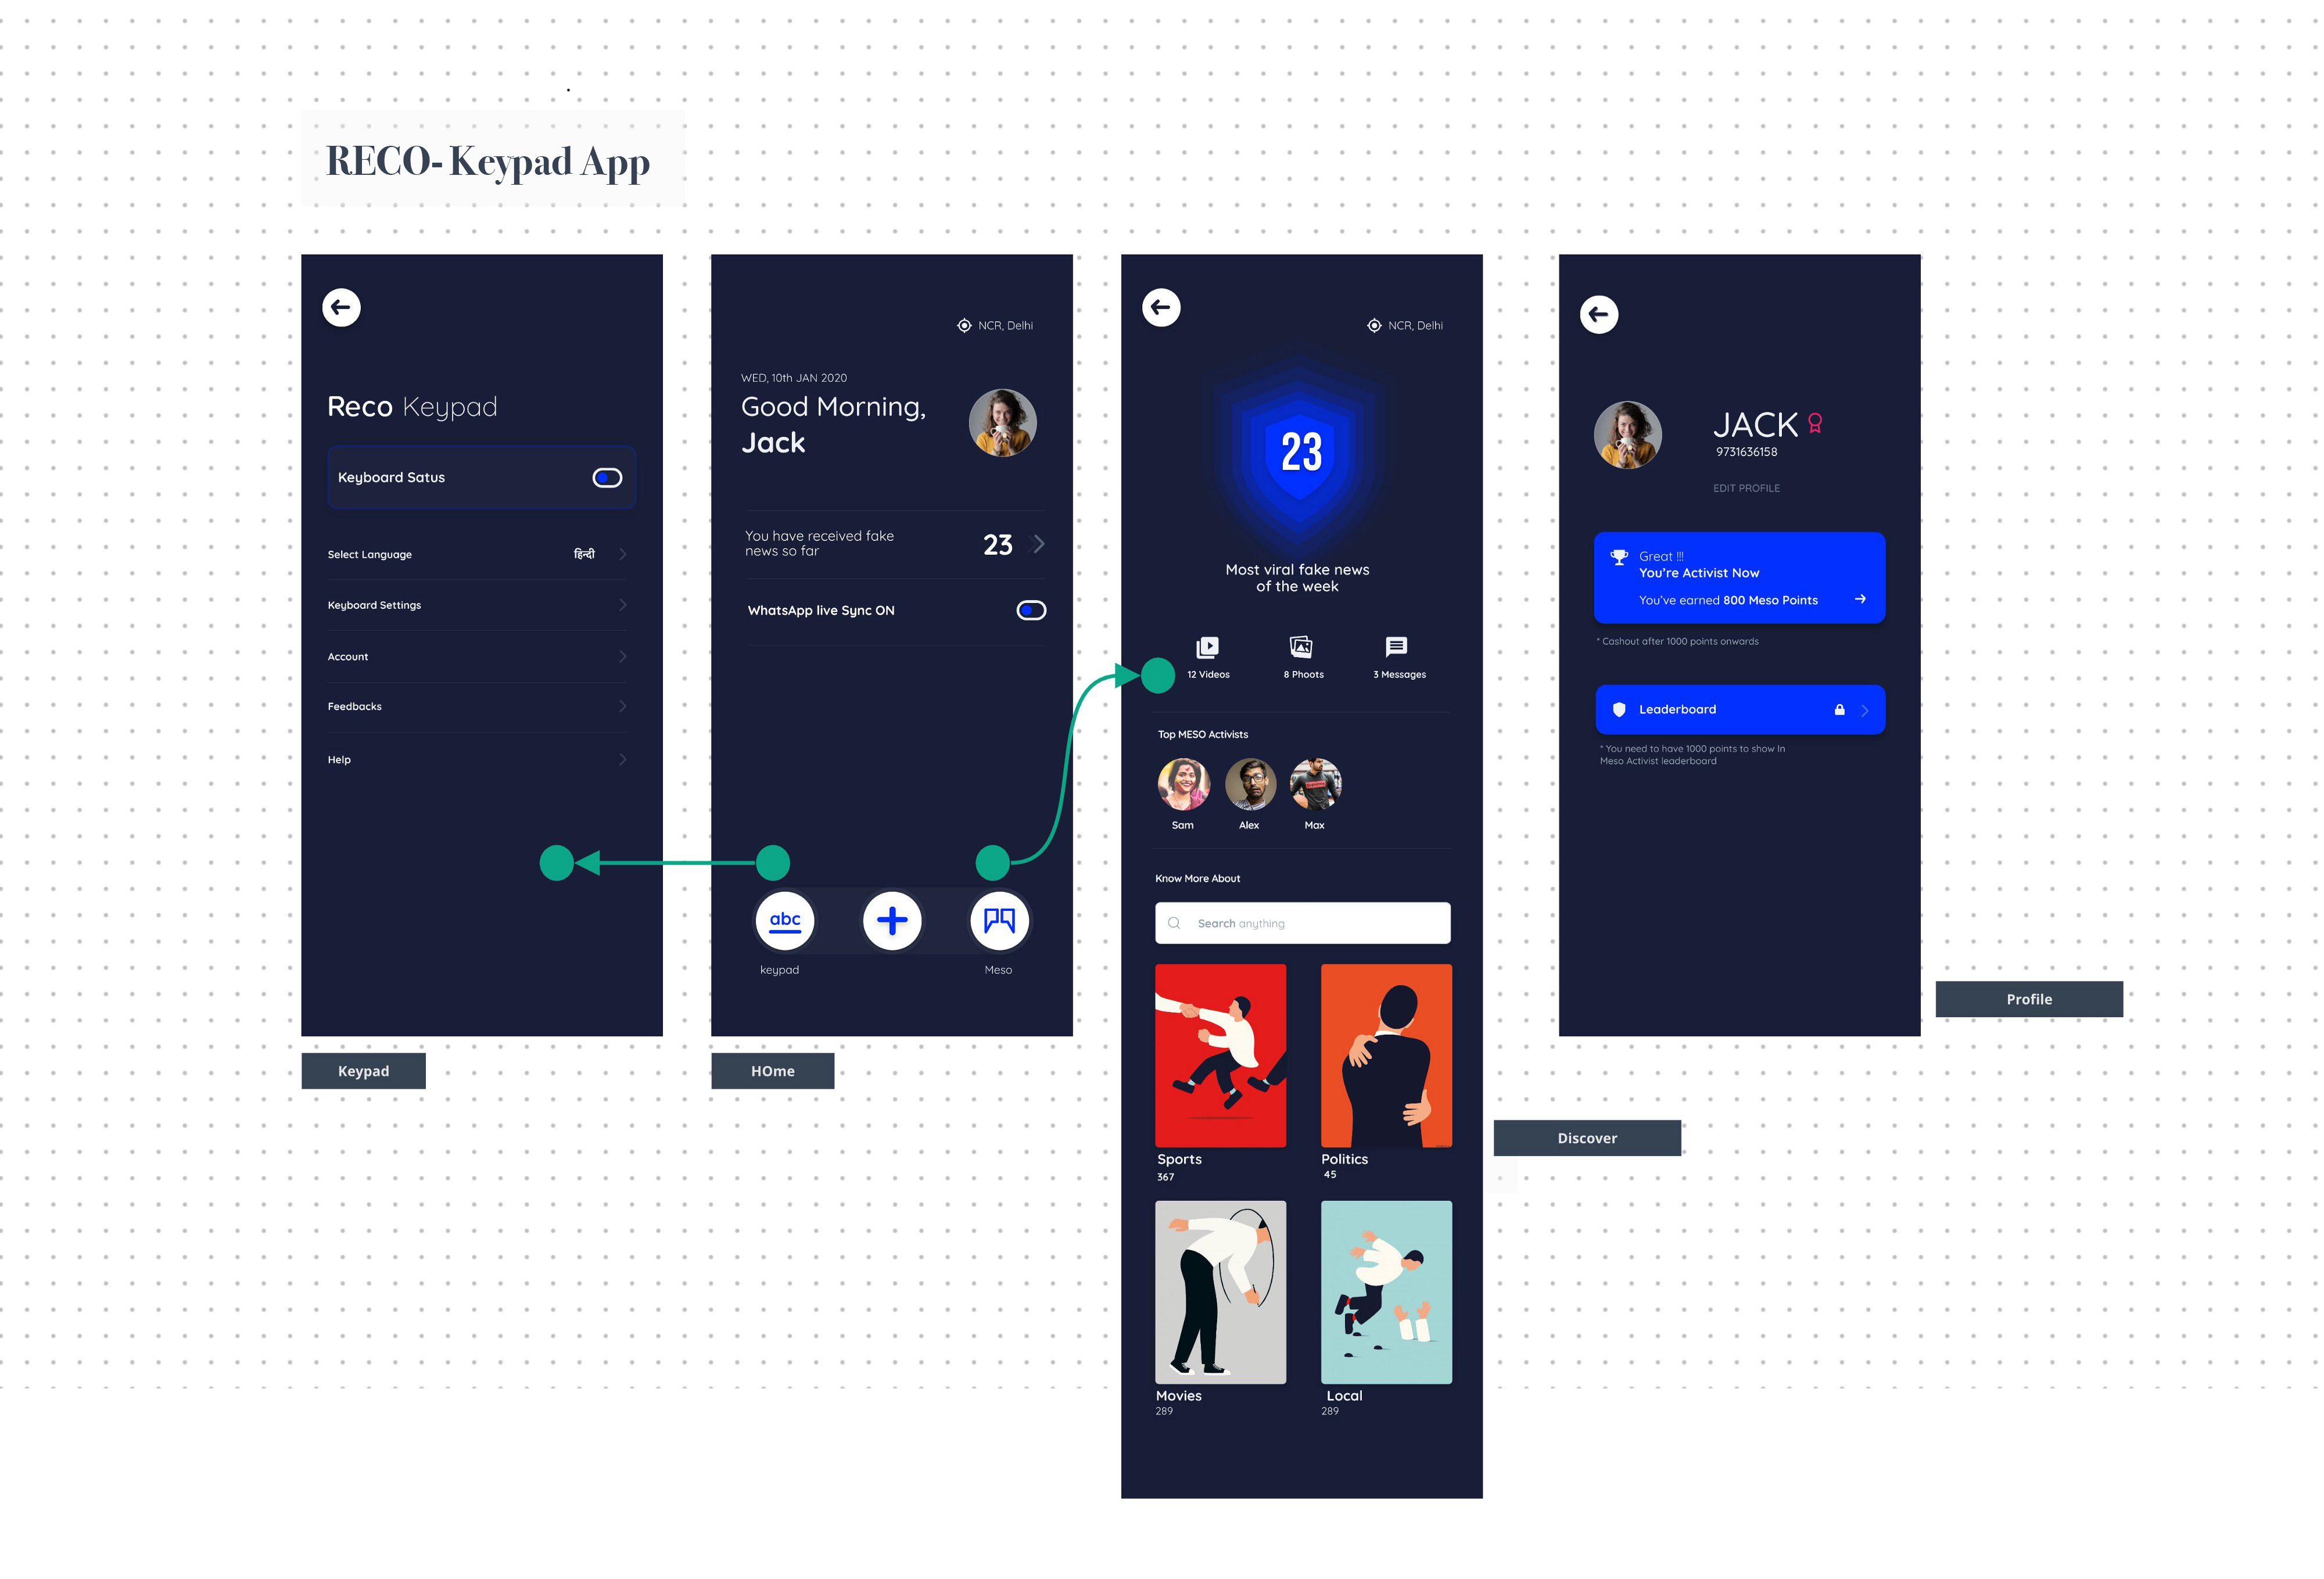 RECO- Keypad App
Reco Keypad
Keyboard Satus
Select Language हिन्दी
Keyboard Settings
Account
Feedbacks
Help
Keypad
NCR, Delhi
WED, 10th JAN 2020
Good Morning,
Jack
You have received fake
news so far
23
WhatsApp live Sync ON
abc
keypad
Meso
HOme
NCR, Delhi
23
Most viral fake news
of the week
12 Videos 8 Phoots 3 Messages
Top MESO Activists
Sam Alex Max
Know More About
Search anything
Sports Politics
367 45
Movies Local
289 289
Discover
JACK
9731636158
EDIT PROFILE
Great !!!
You're Activist Now
You've earned 800 Meso Points
* Cashout after 1000 points onwards
Leaderboard
* You need to have 1000 points to show In
Meso Activist leaderboard
Profile